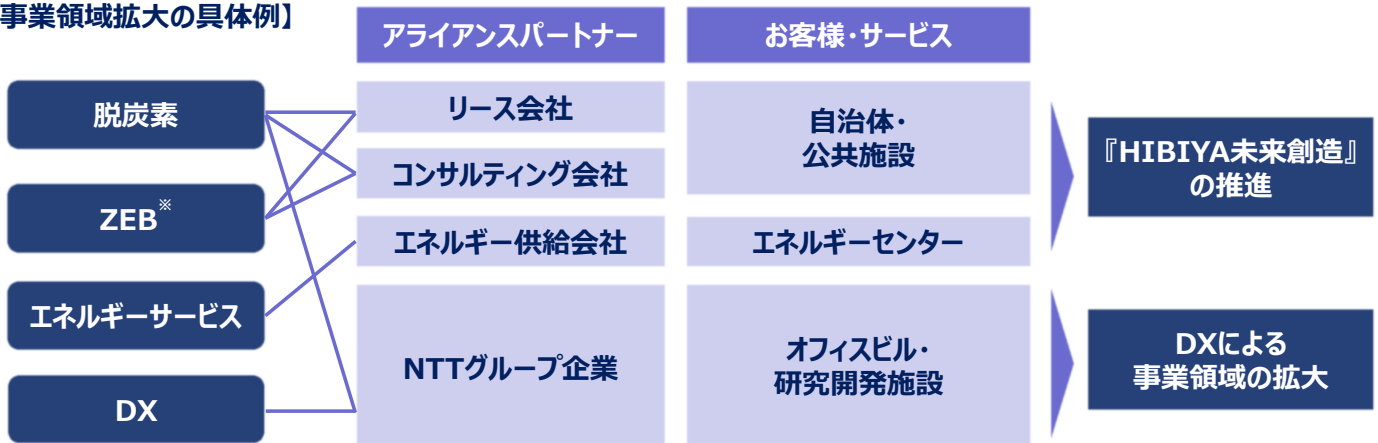 事業領域拡大の具体例】
アライアンスパートナー
お客様・サービス
脱炭素
ZEB※
エネルギーサービス
DX
リース会社
コンサルティング会社
エネルギー供給会社
NTTグループ企業
自治体・
公共施設
エネルギーセンター
オフィスビル・
研究開発施設
『HIBIYA未来創造』
の推進
DXによる
事業領域の拡大